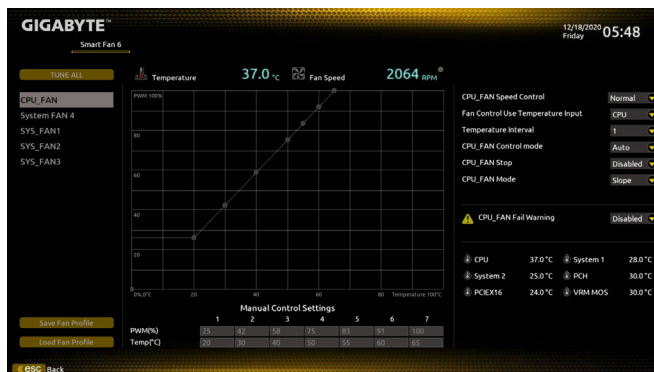 GIGABYTE™
12/18/2020
Friday
05:48
Smart Fan 6
TUNE ALL
Temperature 37.0 °C Fan Speed 2064 RPM
CPU_FAN
System FAN 4
SYS_FAN1
SYS_FAN2
SYS_FAN3
PWM 100%
80
60
40
20
0%,0°C 20 40 60 80 Temperature 100°C
CPU_FAN Speed Control Normal
Fan Control Use Temperature Input CPU
Temperature Interval 1
CPU_FAN Control mode Auto
CPU_FAN Stop Disabled
CPU_FAN Mode Slope
CPU_FAN Fail Warning Disabled
CPU 37.0°C System 1 28.0°C
System 2 25.0°C PCH 30.0°C
PCIEX16 24.0°C VRM MOS 30.0°C
Manual Control Settings
1 2 3 4 5 6 7
PWM(%) 25 42 58 75 83 91 100
Temp(°C) 20 30 40 50 55 60 65
Save Fan Profile
Load Fan Profile
« esc Back